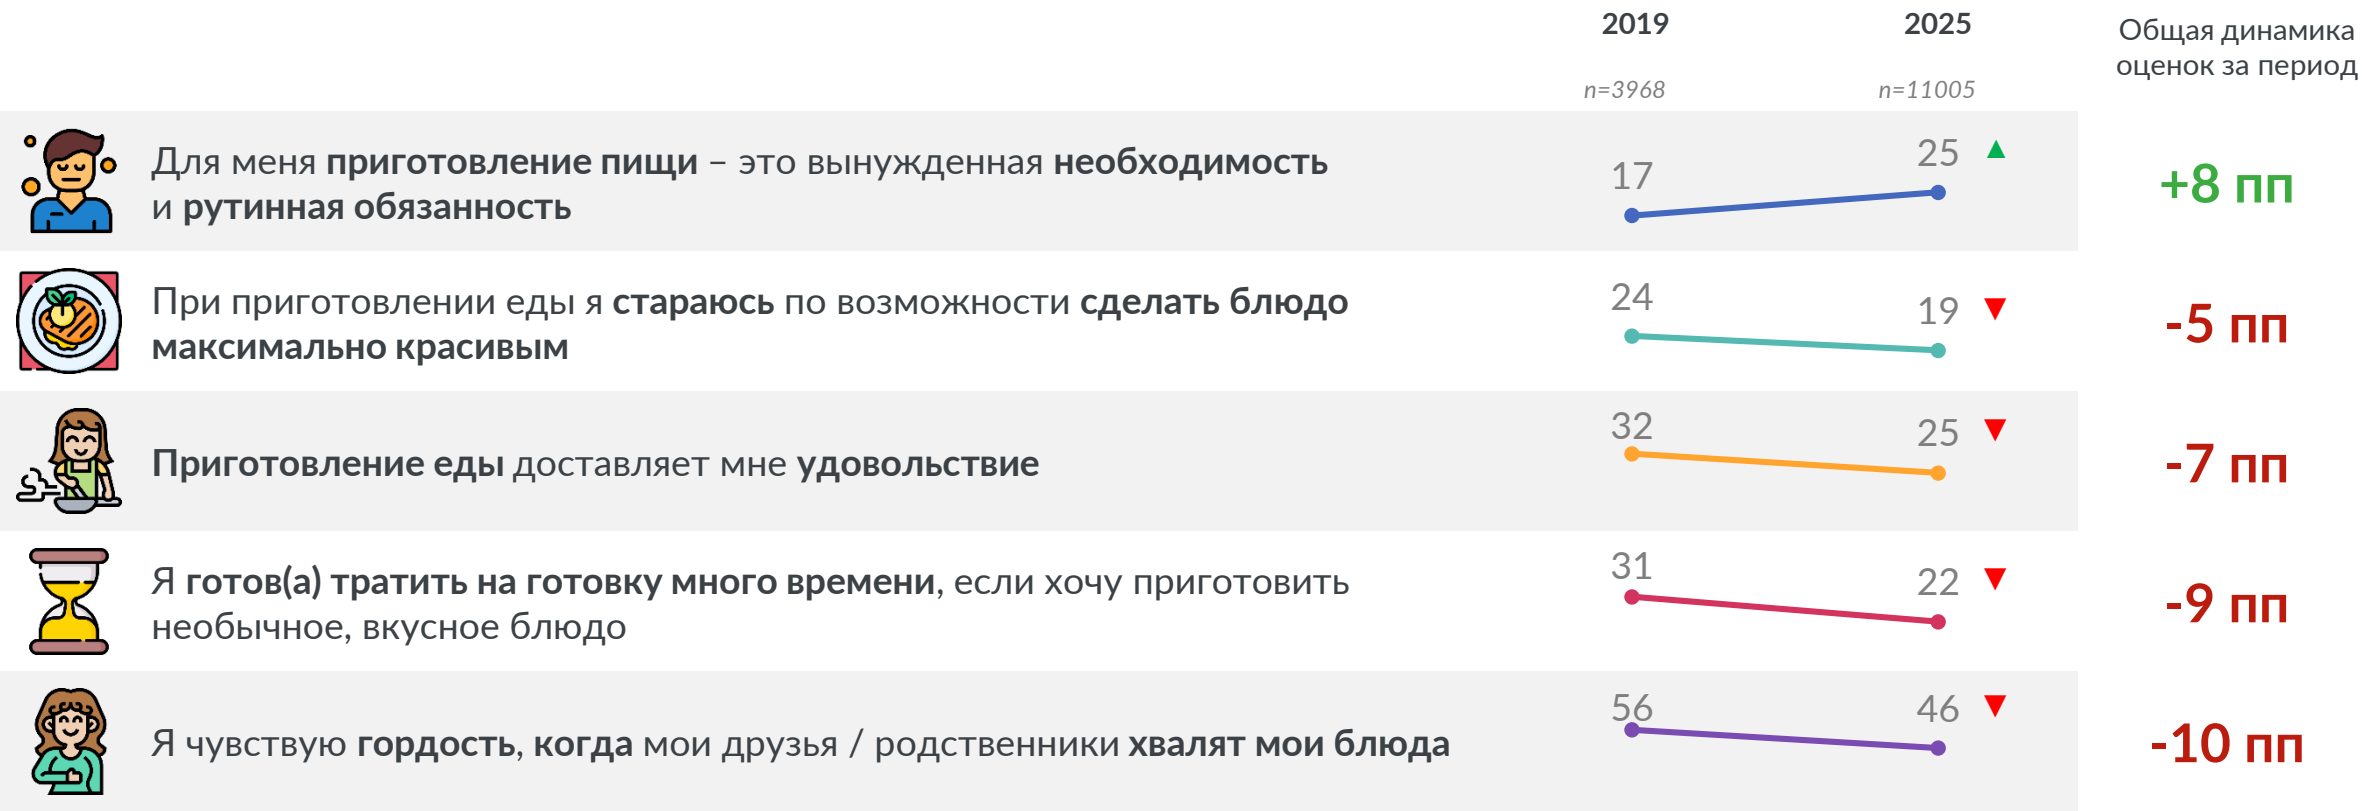 2019 2025 Общая динамика
оценок за период
n=3968 n=11005
Для меня приготовление пищи – это вынужденная необходимость
и рутинная обязанность
17 25 ▲ +8 пп
При приготовлении еды я стараюсь по возможности сделать блюдо
максимально красивым
24 19 ▼ -5 пп
Приготовление еды доставляет мне удовольствие
32 25 ▼ -7 пп
Я готов(а) тратить на готовку много времени, если хочу приготовить
необычное, вкусное блюдо
31 22 ▼ -9 пп
Я чувствую гордость, когда мои друзья / родственники хвалят мои блюда
56 46 ▼ -10 пп